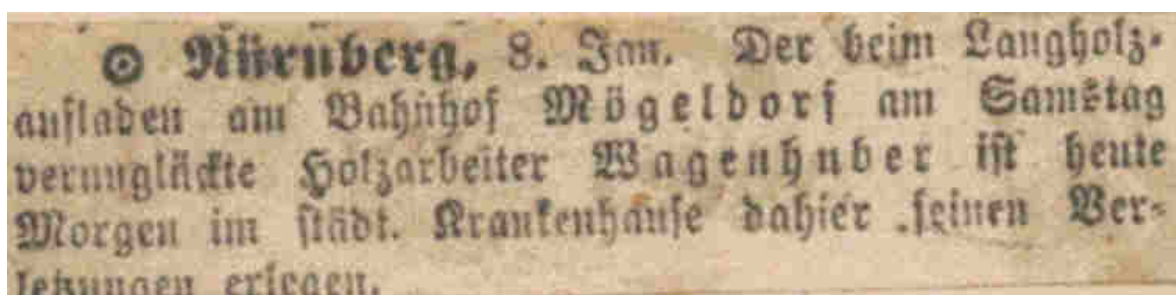 ⊙ Nürnberg, 8. Jan. Der beim Langholz-
aufladen am Bahnhof Mögeldorf am Samstag
verunglückte Holzarbeiter Wagenhuber ist heute
Morgen im städt. Krankenhause dahier seinen Ver-
letzungen erlegen.